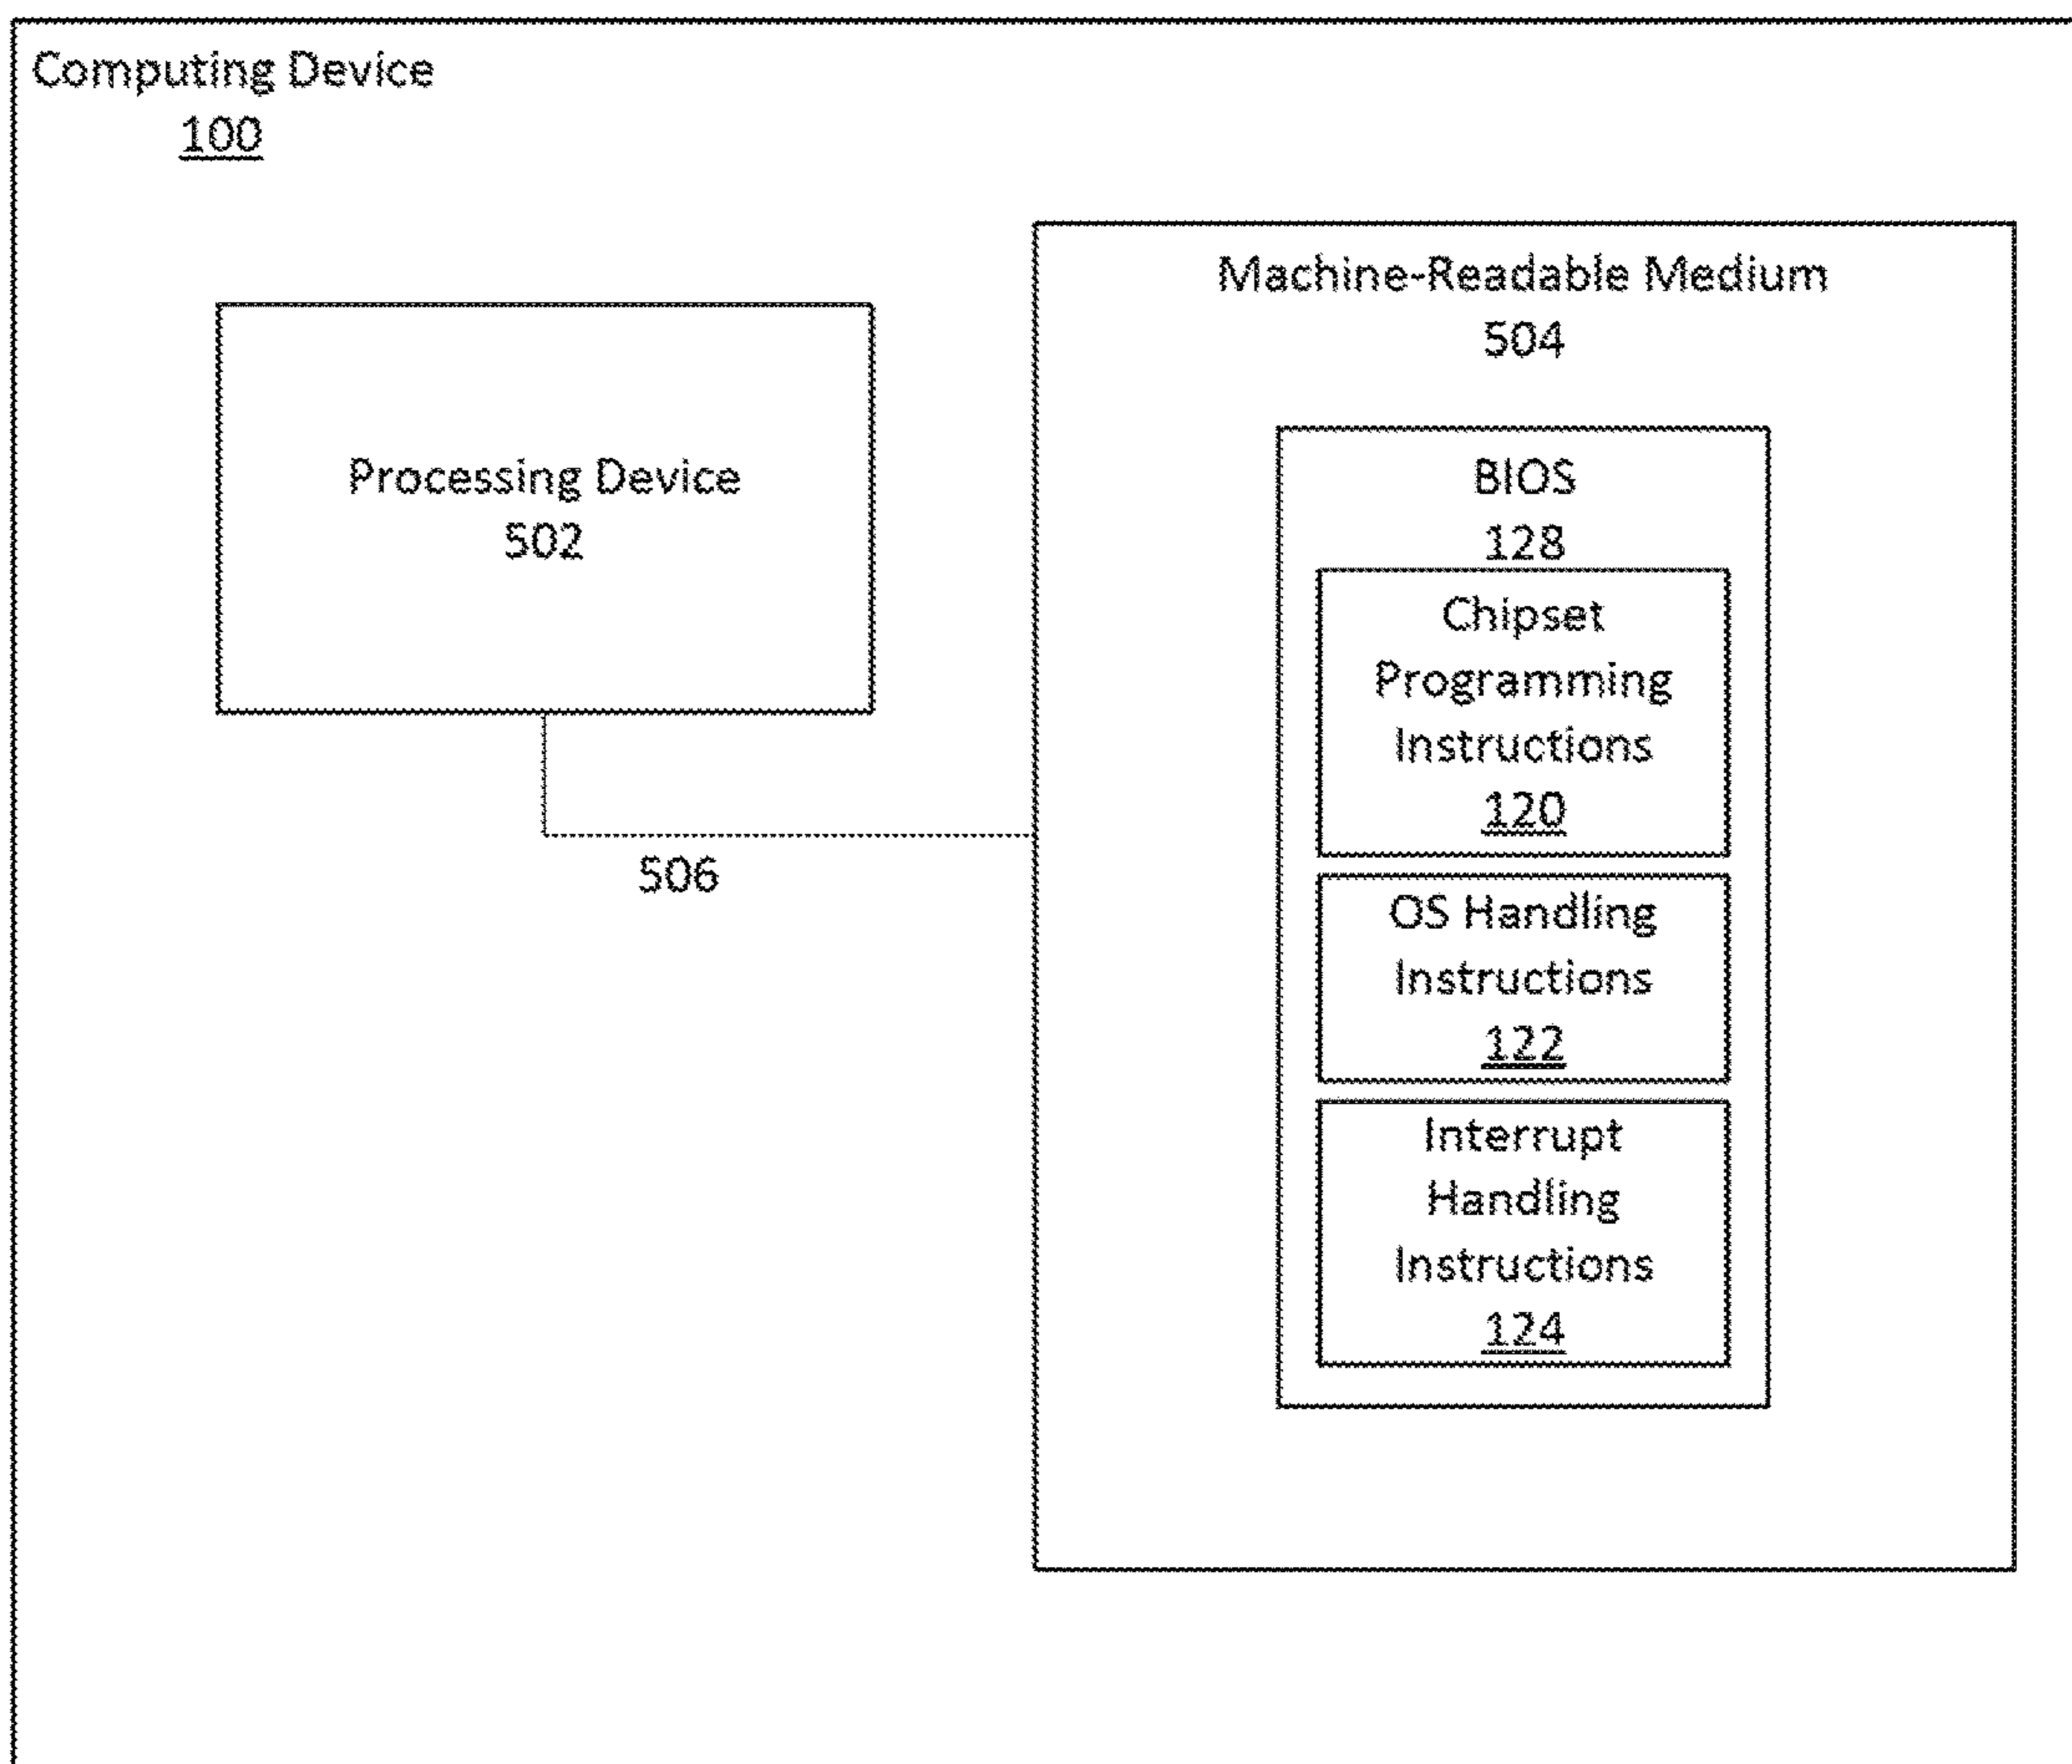 Computing Device
100
Machine-Readable Medium
504
Processing Device
502
BIOS
128
Chipset
Programming
Instructions
120
506
OS Handling
Instructions
122
Interrupt
Handling
Instructions
124